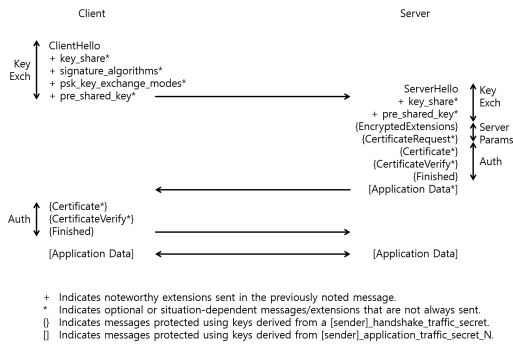 Client
Server
ClientHello
Key
Exch
+ key_share*
+ signature_algorithms*
+ psk_key_exchange_modes*
+ pre_shared_key*
ServerHello
+ key_share*
+ pre_shared_key*
Key
Exch
{EncryptedExtensions}
{CertificateRequest*}
Server
Params
{Certificate*}
{CertificateVerify*}
{Finished}
Auth
[Application Data*]
Auth
{Certificate*}
{CertificateVerify*}
{Finished}
[Application Data]
[Application Data]
+ Indicates noteworthy extensions sent in the previously noted message.
* Indicates optional or situation-dependent messages/extensions that are not always sent.
{} Indicates messages protected using keys derived from a [sender]_handshake_traffic_secret.
[] Indicates messages protected using keys derived from [sender]_application_traffic_secret_N.